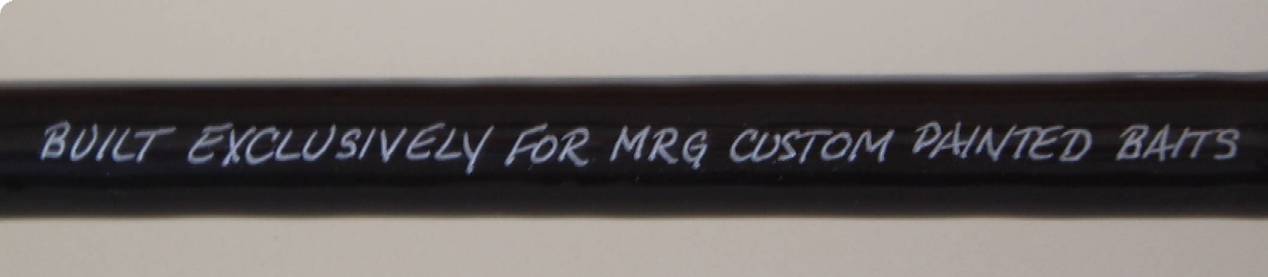 BUILT EXCLUSIVELY FOR MRG CUSTOM PAINTED BAITS